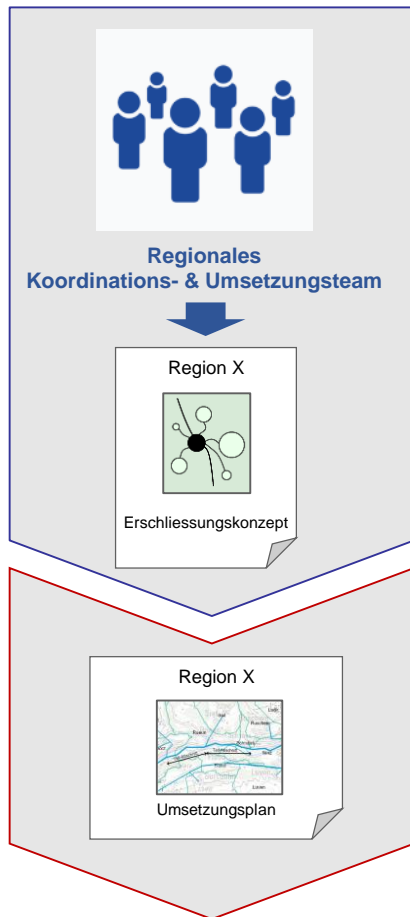 Regionales
Koordinations- & Umsetzungsteam
Region X
Erschliessungskonzept
Region X
Umsetzungsplan